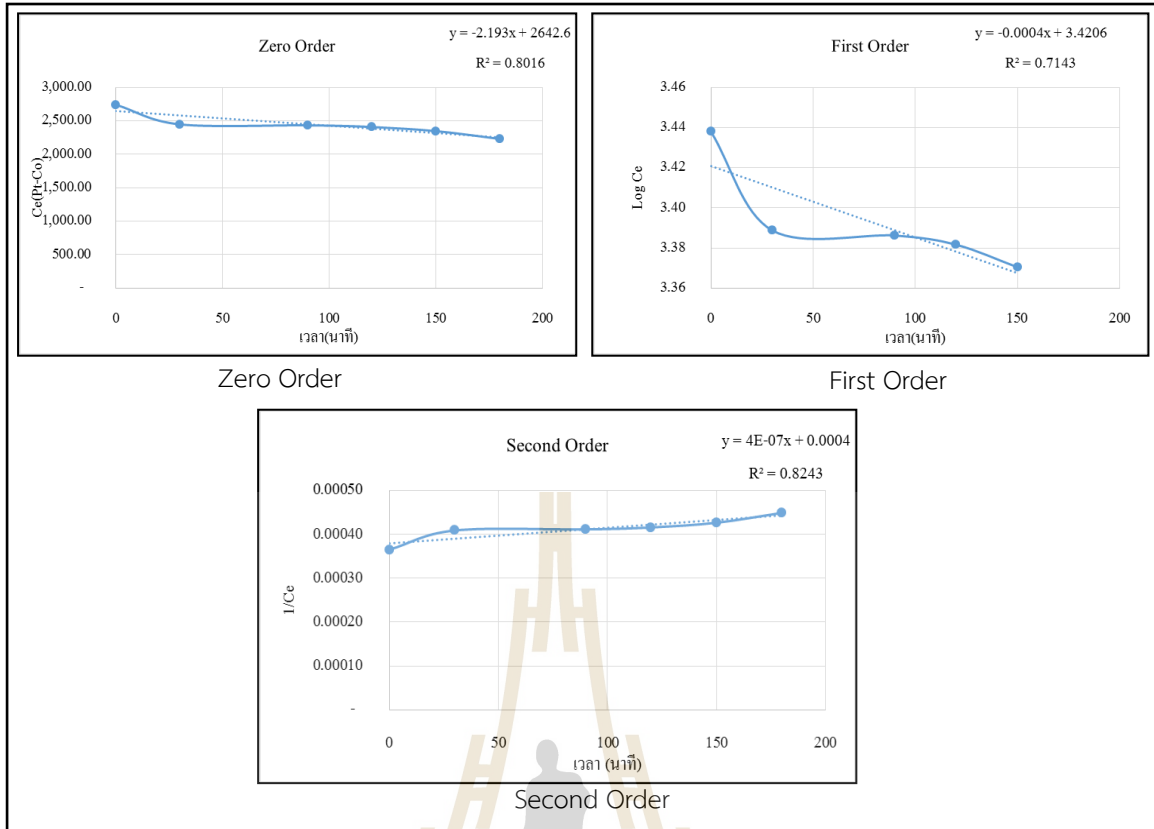 Zero Order
y = -2.193x + 2642.6
R² = 0.8016
3,000.00
2,500.00
2,000.00
1,500.00
1,000.00
500.00
-
Ce(Pt-Co)
0 50 100 150 200
เวลา(นาที)
Zero Order
First Order
y = -0.0004x + 3.4206
R² = 0.7143
3.46
3.44
3.42
3.40
3.38
3.36
Log Ce
0 50 100 150 200
เวลา(นาที)
First Order
Second Order
y = 4E-07x + 0.0004
R² = 0.8243
0.00050
0.00040
0.00030
0.00020
0.00010
-
1/Ce
0 50 100 150 200
เวลา (นาที)
Second Order